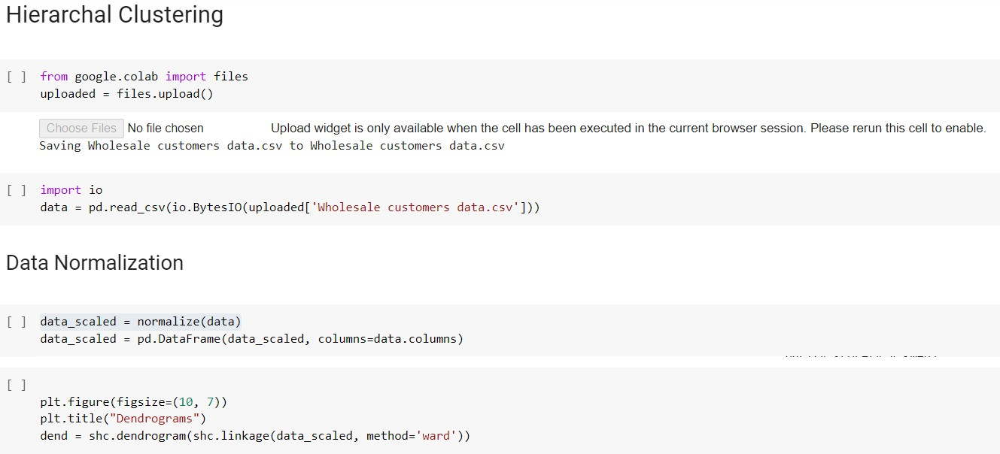 Hierarchal Clustering
[ ] from google.colab import files
uploaded = files.upload()
Choose Files No file chosen Upload widget is only available when the cell has been executed in the current browser session. Please rerun this cell to enable.
Saving Wholesale customers data.csv to Wholesale customers data.csv
[ ] import io
data = pd.read_csv(io.BytesIO(uploaded['Wholesale customers data.csv']))
Data Normalization
[ ] data_scaled = normalize(data)
data_scaled = pd.DataFrame(data_scaled, columns=data.columns)
[ ]
plt.figure(figsize=(10, 7))
plt.title("Dendrograms")
dend = shc.dendrogram(shc.linkage(data_scaled, method='ward'))